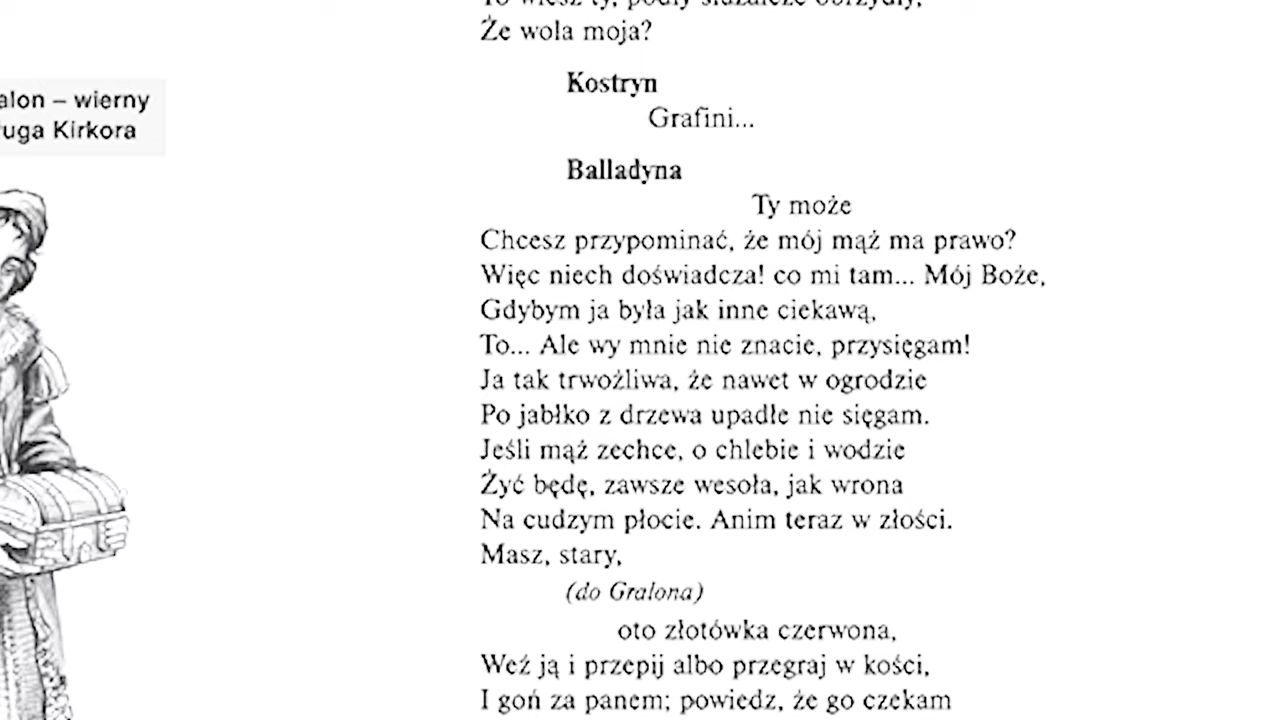 Że wola moja?
alon – wierny
uga Kirkora
Kostryn
Grafini...
Balladyna
Ty może
Chcesz przypominać, że mój mąż ma prawo?
Więc niech doświadcza! co mi tam... Mój Boże,
Gdybym ja była jak inne ciekawą,
To... Ale wy mnie nie znacie, przysięgam!
Ja tak trwożliwa, że nawet w ogrodzie
Po jabłko z drzewa upadłe nie sięgam.
Jeśli mąż zechce, o chlebie i wodzie
Żyć będę, zawsze wesoła, jak wrona
Na cudzym płocie. Anim teraz w złości.
Masz, stary,
(do Gralona)
oto złotówka czerwona,
Weź ją i przepij albo przegraj w kości,
I goń za panem; powiedz, że go czekam